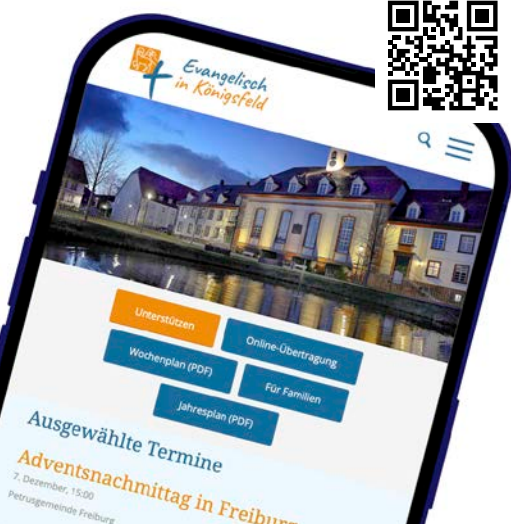 Evangelisch
in Königsfeld
Unterstützen
Online-Übertragung
Wochenplan (PDF)
Für Familien
Jahresplan (PDF)
Ausgewählte Termine
Adventsnachmittag in Freiburg
7. Dezember, 15:00
Petrusgemeinde Freiburg